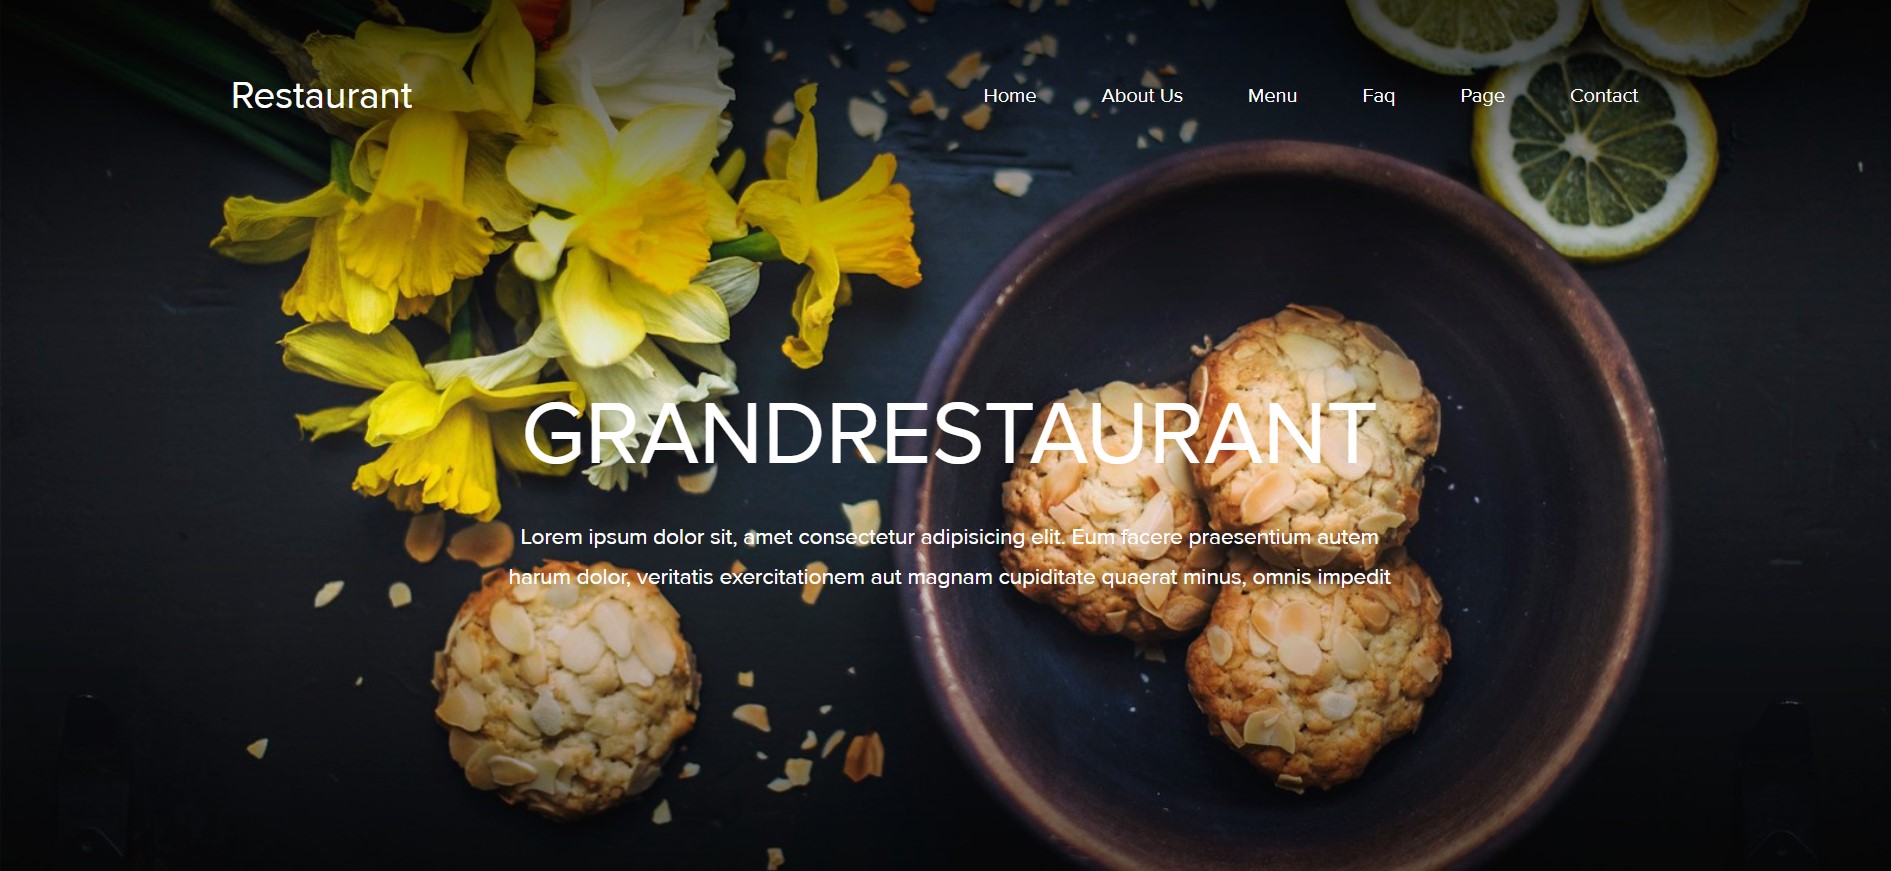 Restaurant
Home About Us Menu Faq Page Contact
GRANDRESTAURANT
Lorem ipsum dolor sit, amet consectetur adipisicing elit. Eum facere praesentium autem
harum dolor, veritatis exercitationem aut magnam cupiditate quaerat minus, omnis impedit